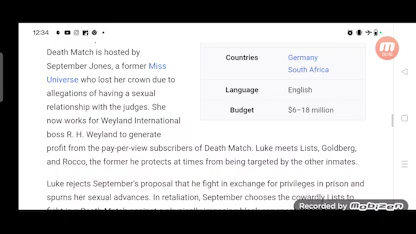 12:34
Death Match is hosted by
September Jones, a former Miss
Universe who lost her crown due to
allegations of having a sexual
relationship with the judges. She
now works for Weyland International
boss R. H. Weyland to generate
profit from the pay-per-view subscribers of Death Match. Luke meets Lists, Goldberg,
and Rocco, the former he protects at times from being targeted by the other inmates.
Luke rejects September's proposal that he fight in exchange for privileges in prison and
spurns her sexual advances. In retaliation, September chooses the cowardly Lists to
Countries Germany
South Africa
Language English
Budget $6–18 million
Recorded by Mobizen